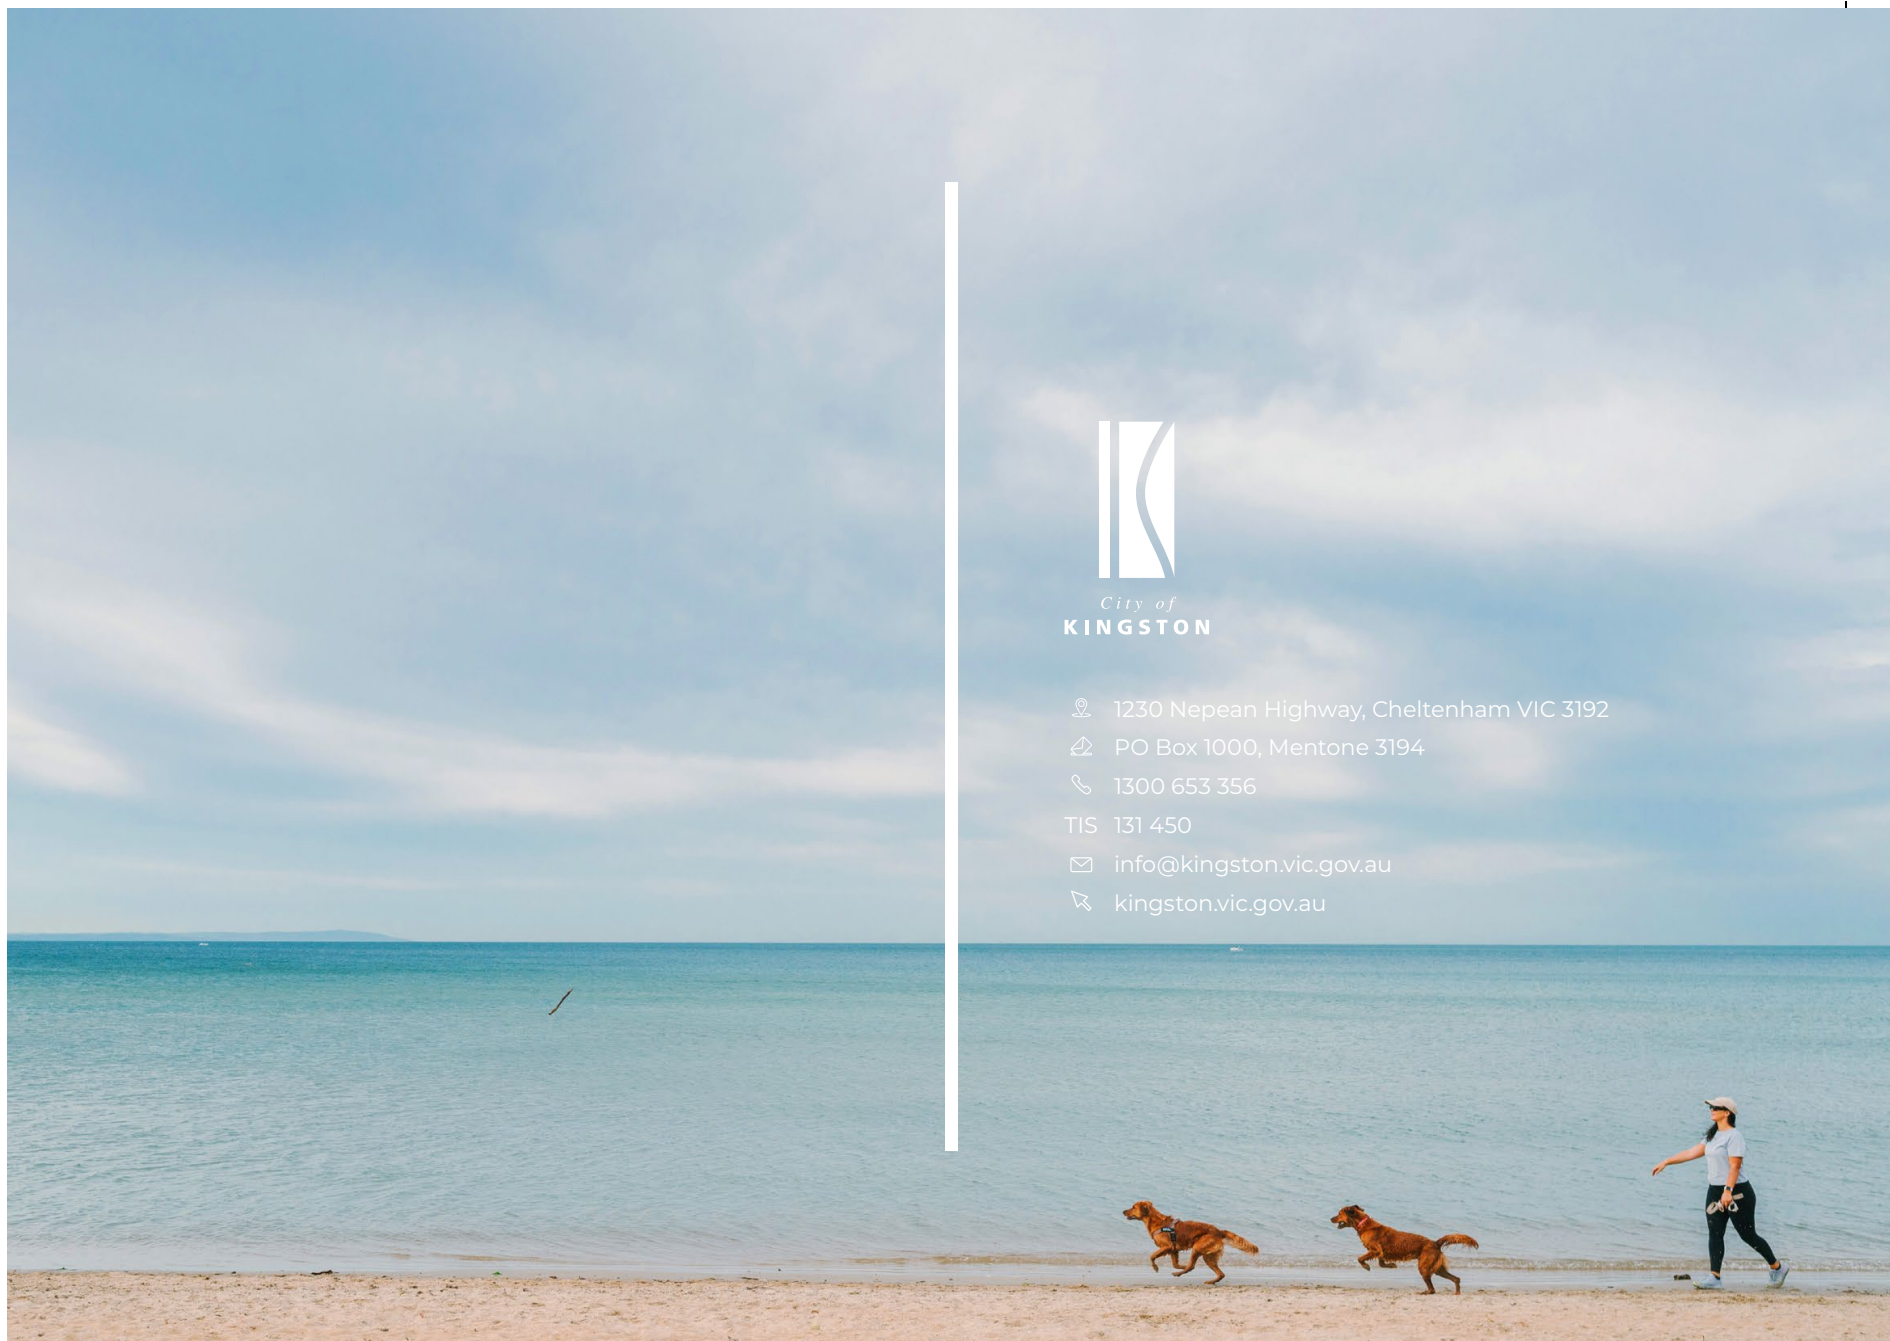 City of
KINGSTON
1230 Nepean Highway, Cheltenham VIC 3192
PO Box 1000, Mentone 3194
1300 653 356
TIS 131 450
info@kingston.vic.gov.au
kingston.vic.gov.au